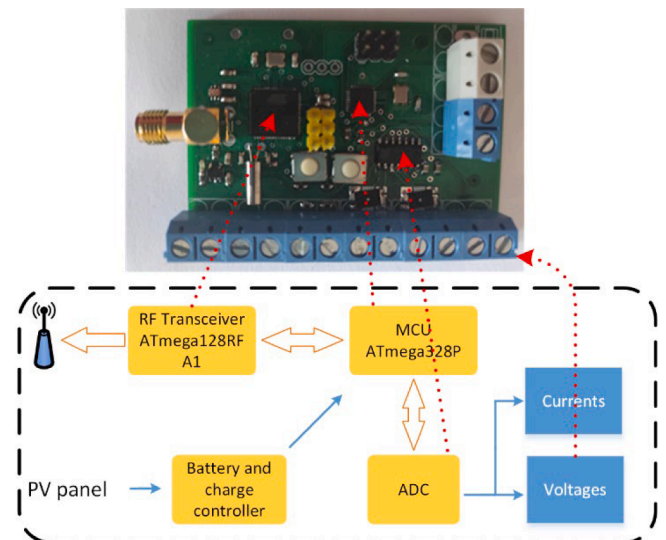 RF Transceiver
ATmega128RF
A1
MCU
ATmega328P
Currents
PV panel
Battery and
charge
controller
ADC
Voltages